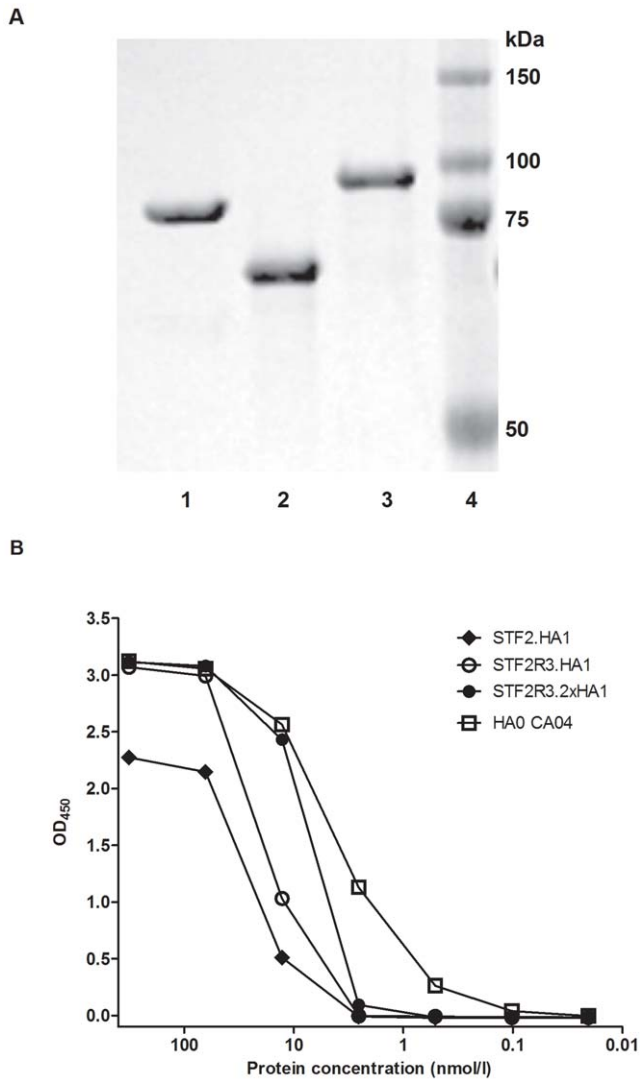 A
kDa
150
100
75
50
1 2 3 4
B
3.5
3.0
2.5
2.0
1.5
1.0
0.5
0.0
OD450
STF2.HA1
STF2R3.HA1
STF2R3.2xHA1
HA0 CA04
100 10 1 0.1 0.01
Protein concentration (nmol/l)